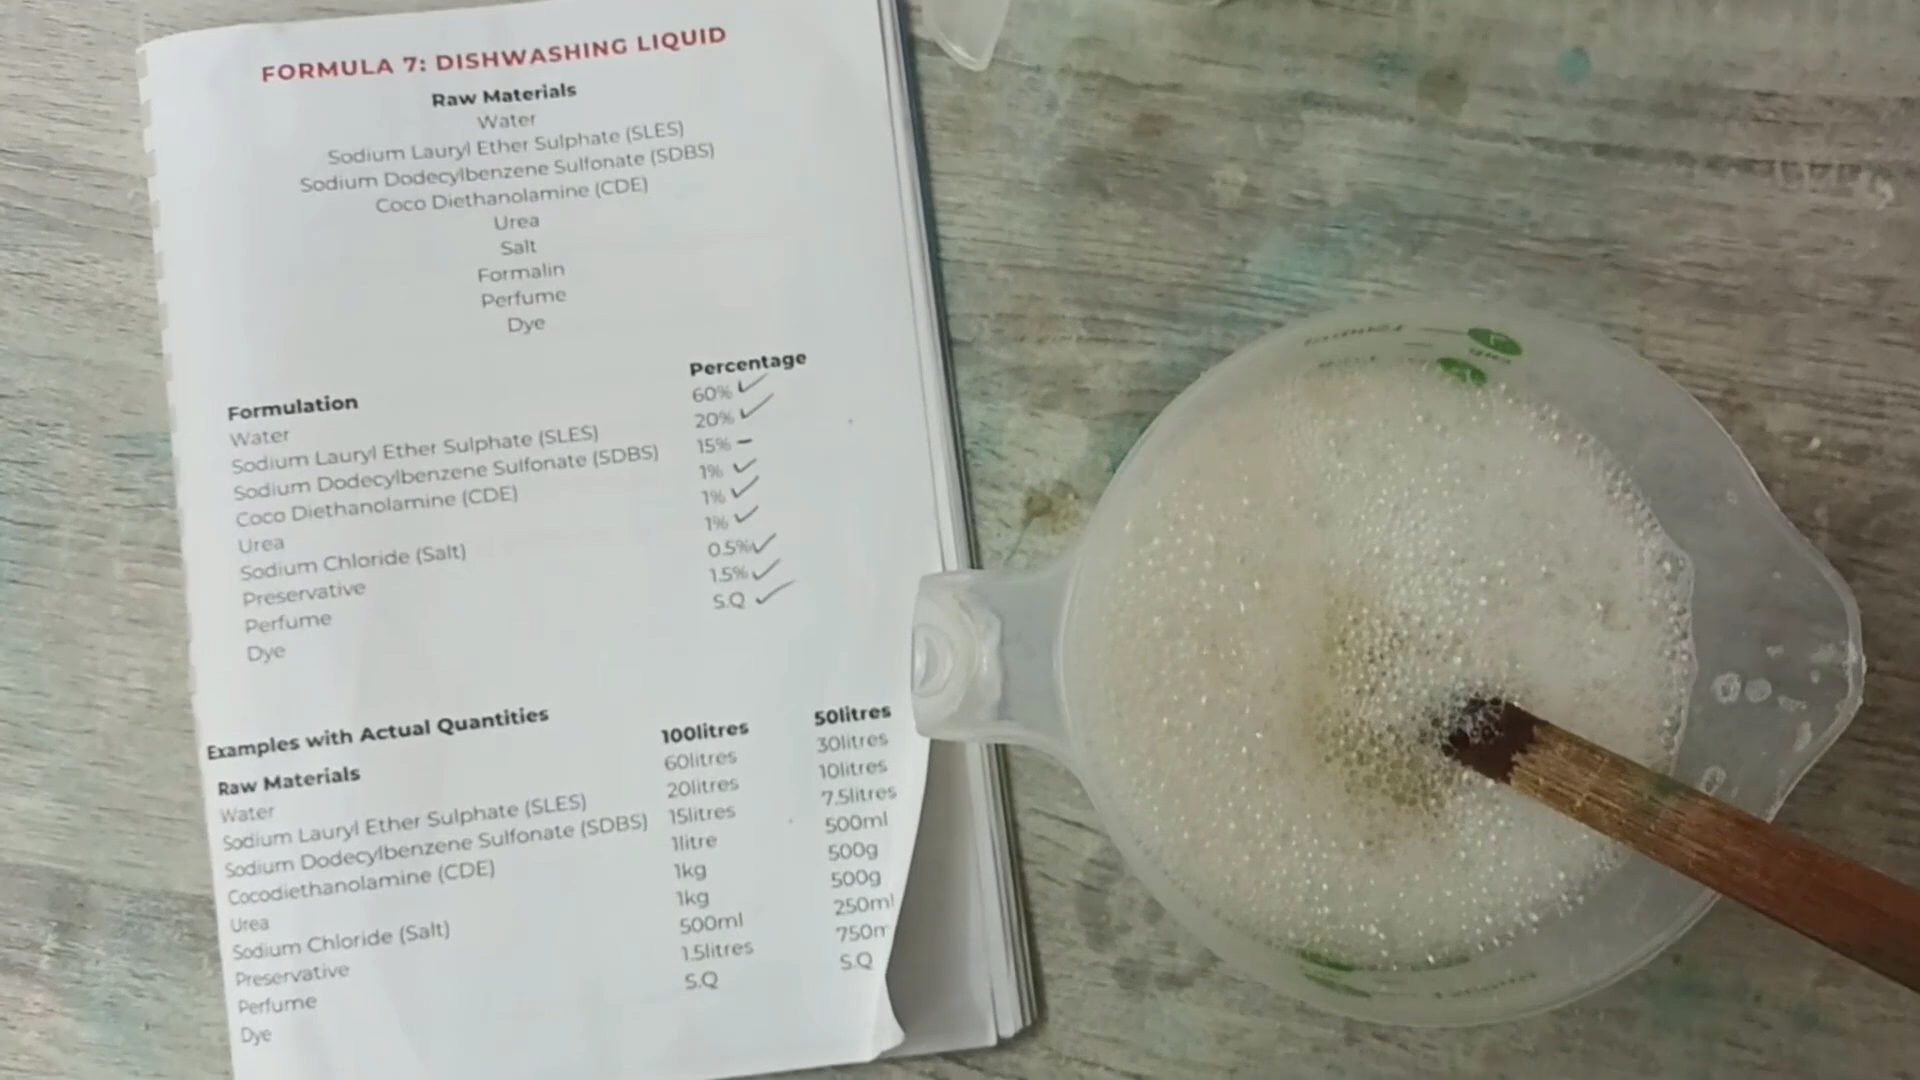 FORMULA 7: DISHWASHING LIQUID
Raw Materials
Water
Sodium Lauryl Ether Sulphate (SLES)
Sodium Dodecylbenzene Sulfonate (SDBS)
Coco Diethanolamine (CDE)
Urea
Salt
Formalin
Perfume
Dye
Formulation Percentage
Water 60% ✓
Sodium Lauryl Ether Sulphate (SLES) 20% ✓
Sodium Dodecylbenzene Sulfonate (SDBS) 15% –
Coco Diethanolamine (CDE) 1% ✓
Urea 1% ✓
Sodium Chloride (Salt) 1% ✓
Preservative 0.5% ✓
Perfume 1.5% ✓
Dye S.Q ✓
Examples with Actual Quantities
Raw Materials 100litres 50litres
Water 60litres 30litres
Sodium Lauryl Ether Sulphate (SLES) 20litres 10litres
Sodium Dodecylbenzene Sulfonate (SDBS) 15litres 7.5litres
Cocodiethanolamine (CDE) 1litre 500ml
Urea 1kg 500g
Sodium Chloride (Salt) 1kg 500g
Preservative 500ml 250ml
Perfume 1.5litres 750m
Dye S.Q S.Q